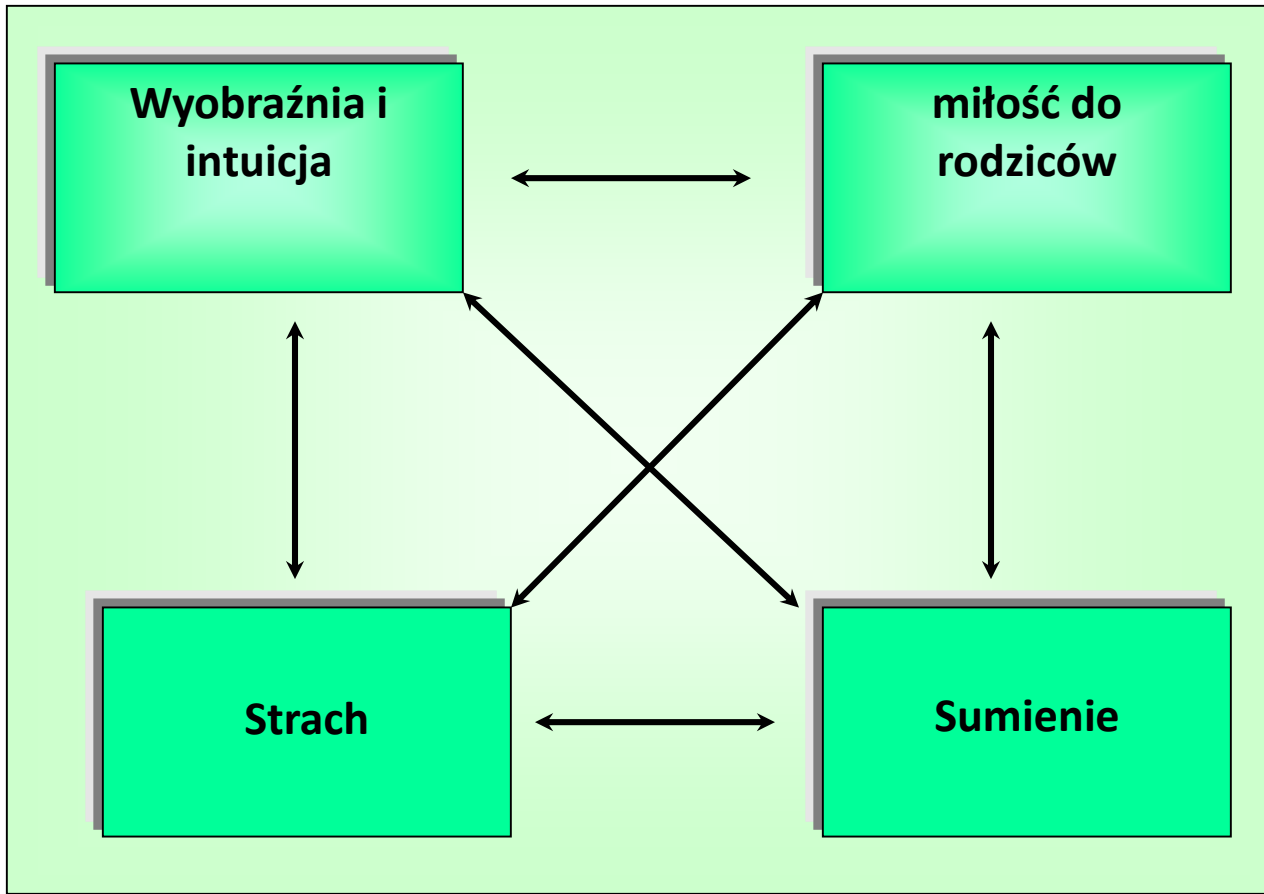 Wyobraźnia i
intuicja
miłość do
rodziców
Strach
Sumienie